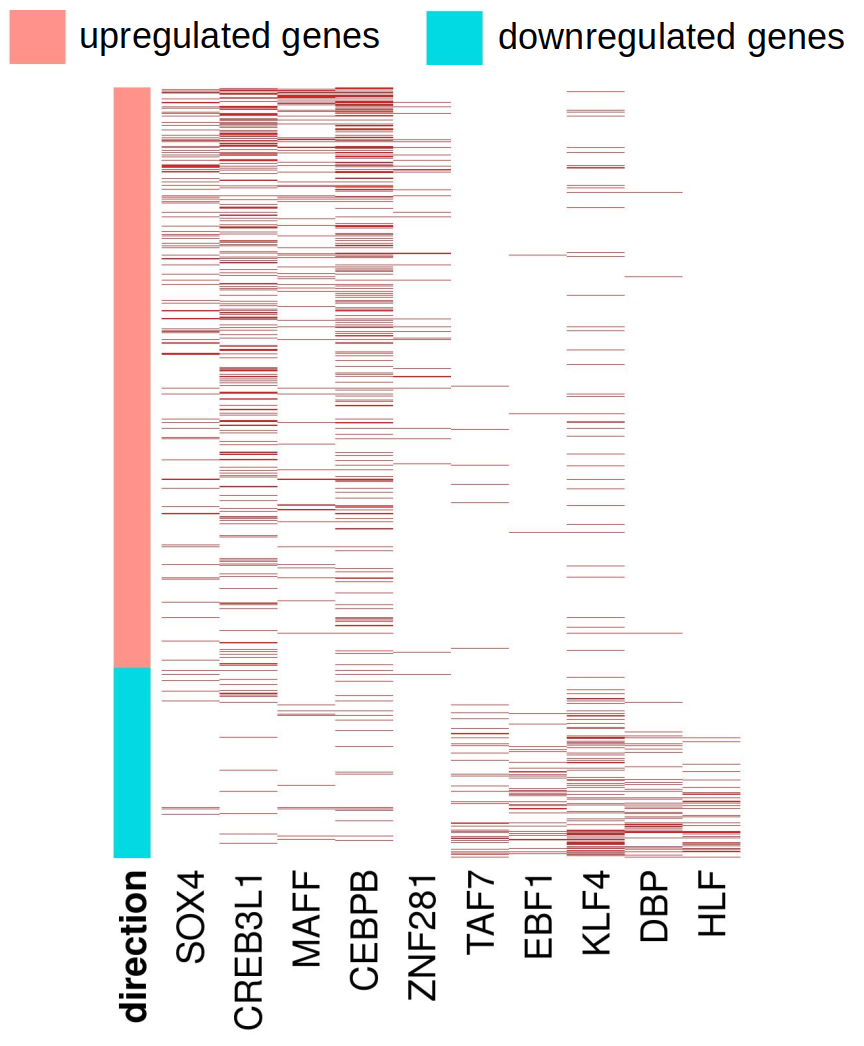 upregulated genes
downregulated genes
direction
SOX4
CREB3L1
MAFF
CEBPB
ZNF281
TAF7
EBF1
KLF4
DBP
HLF